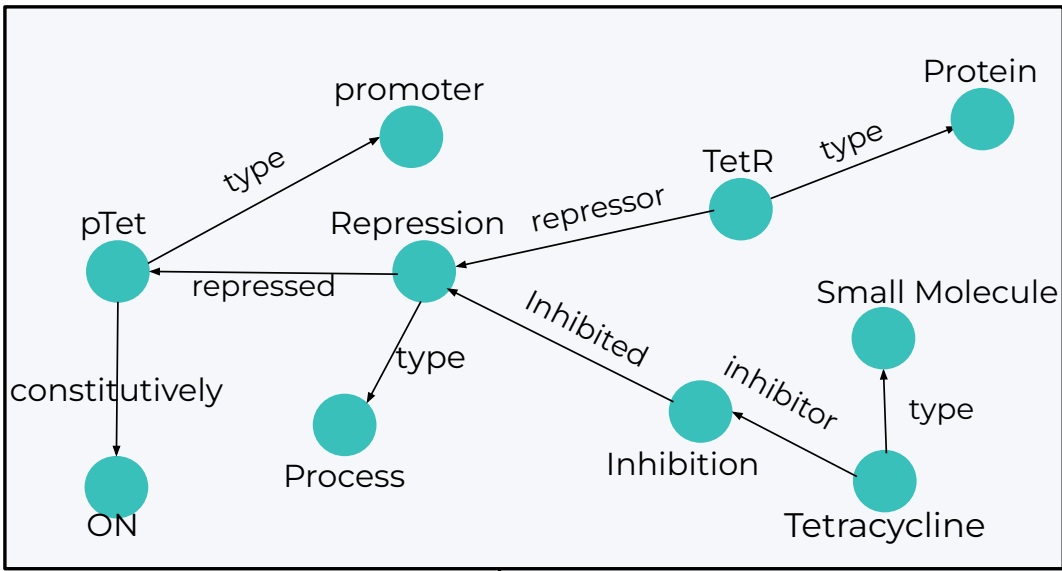 Protein
promoter
type
type
TetR
repressor
pTet
Repression
repressed
Small Molecule
Inhibited
type
inhibitor
constitutively
type
Process
Inhibition
ON
Tetracycline